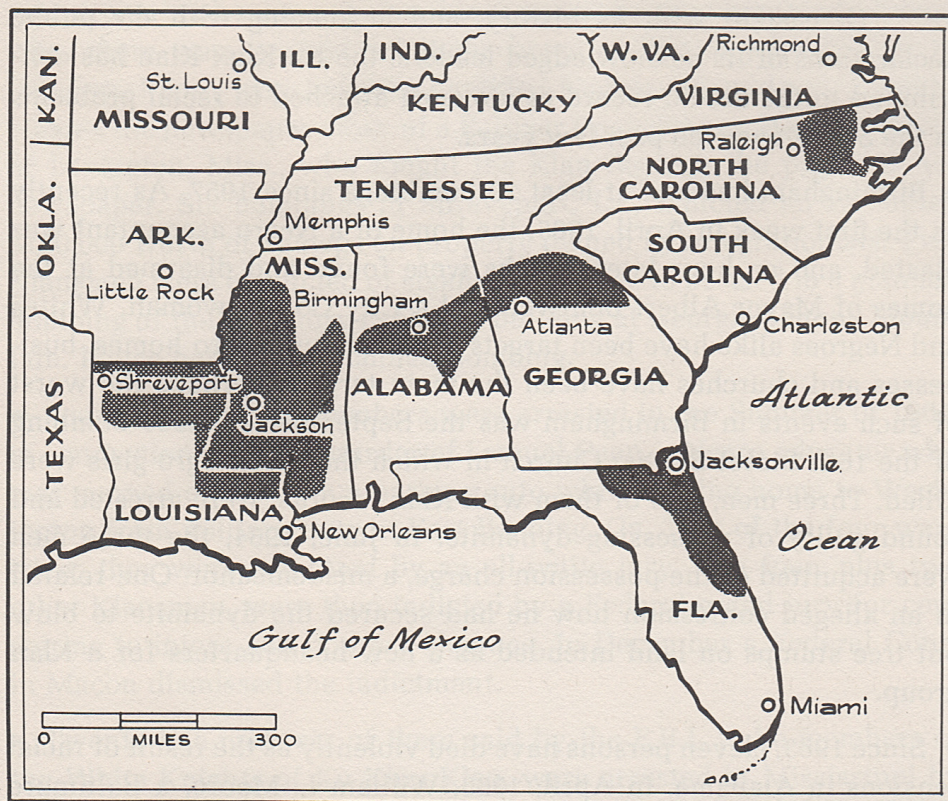 KAN
St. Louis
ILL.
IND.
W. VA.
Richmond
MISSOURI
KENTUCKY
VIRGINIA
Raleigh
NORTH
CAROLINA
OKLA.
TENNESSEE
Memphis
ARK.
Little Rock
MISS.
SOUTH
CAROLINA
Birmingham
Atlanta
Charleston
TEXAS
Shreveport
ALABAMA
GEORGIA
Jackson
Atlantic
Ocean
LOUISIANA
New Orleans
Jacksonville
FLA.
Gulf of Mexico
Miami
0 MILES 300